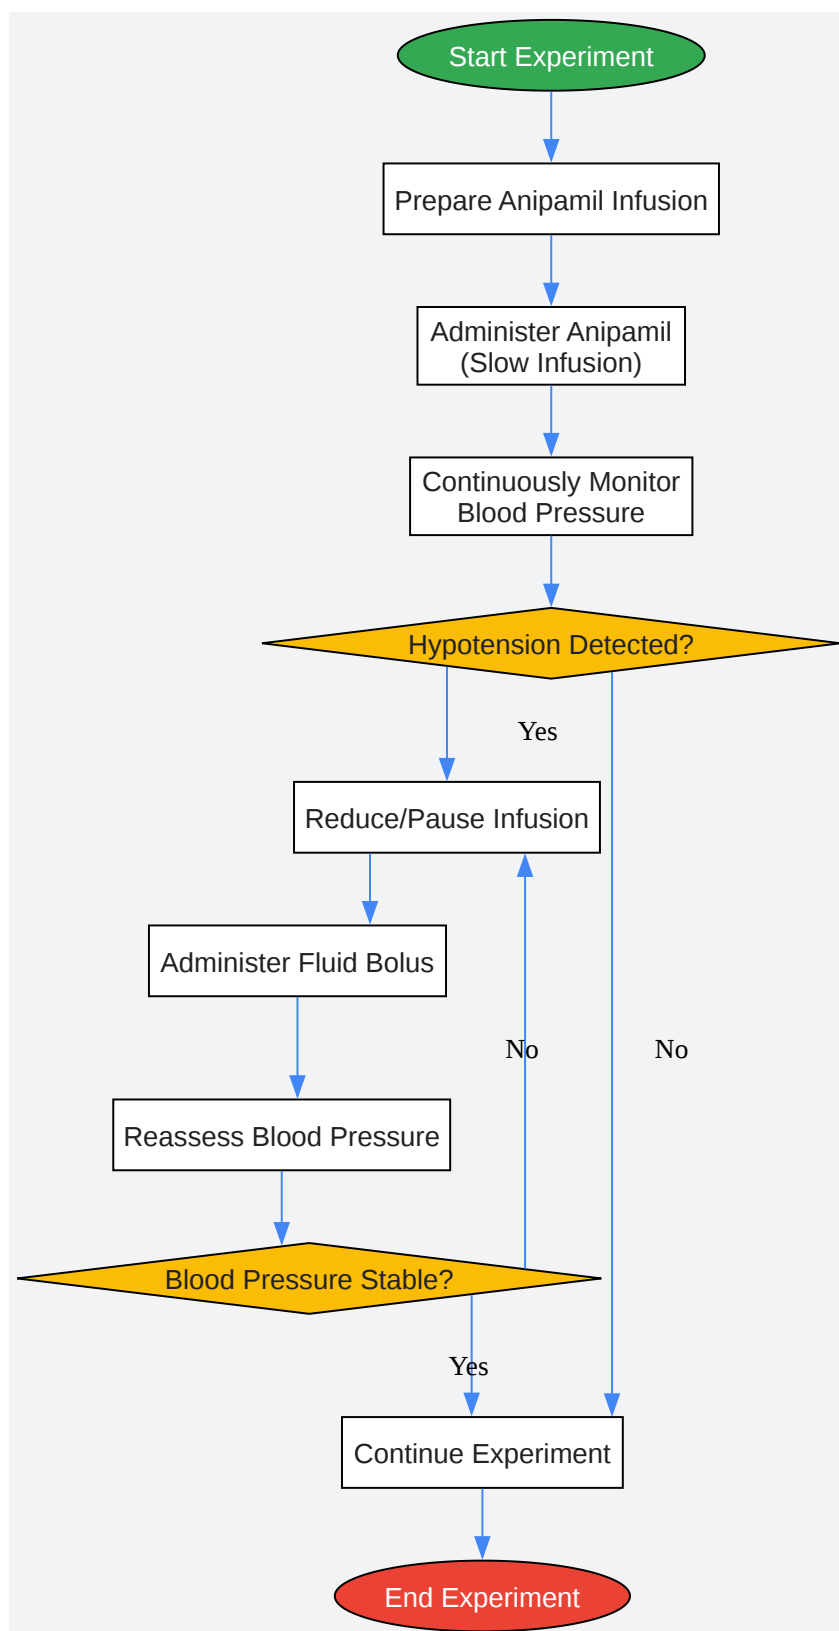 Start Experiment
Prepare Anipamil Infusion
Administer Anipamil
(Slow Infusion)
Continuously Monitor
Blood Pressure
Hypotension Detected?
Yes
Reduce/Pause Infusion
Administer Fluid Bolus
No
No
Reassess Blood Pressure
Blood Pressure Stable?
Yes
Continue Experiment
End Experiment